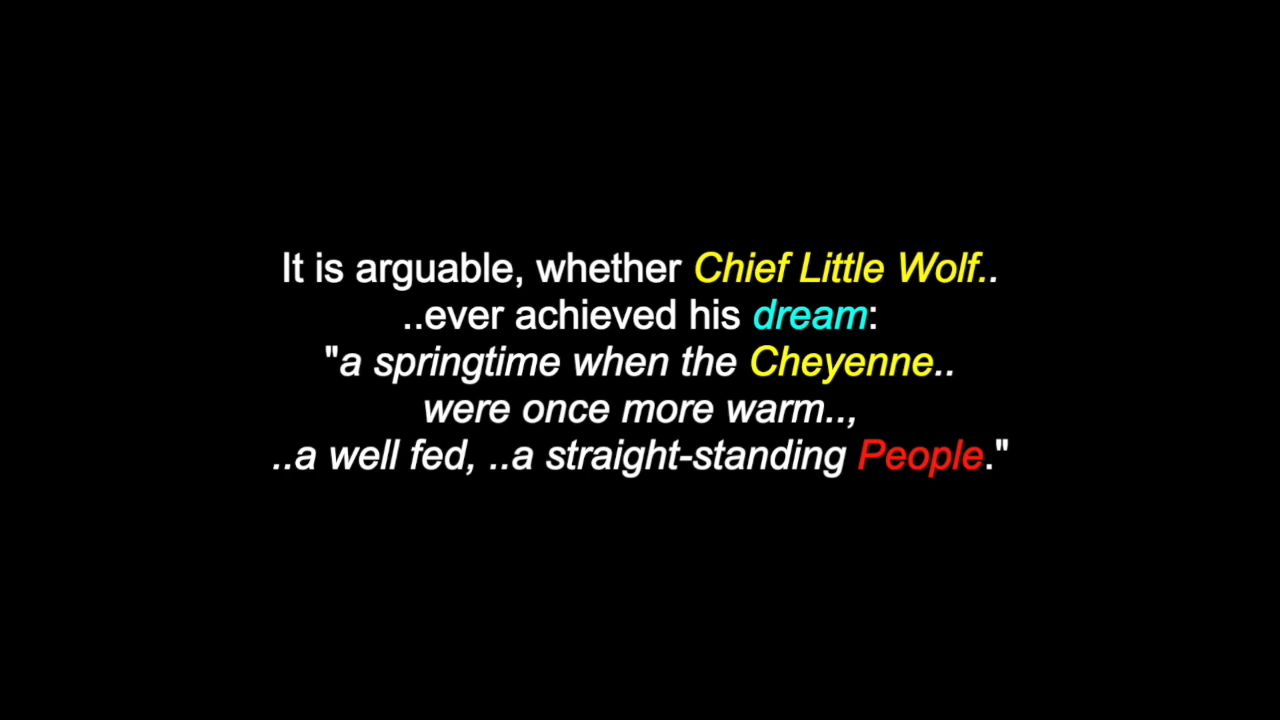 It is arguable, whether Chief Little Wolf..
..ever achieved his dream:
"a springtime when the Cheyenne..
were once more warm..,
..a well fed, ..a straight-standing People."